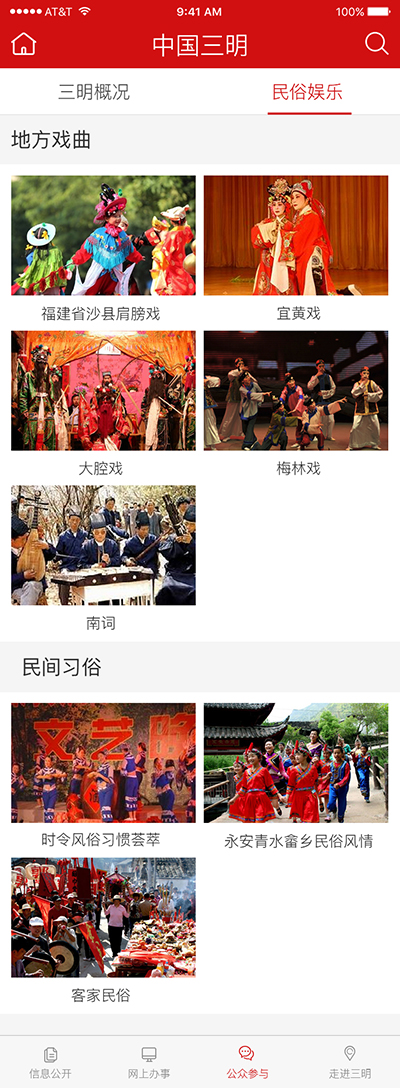 AT&T 9:41 AM 100%
中国三明
三明概况 民俗娱乐
地方戏曲
福建省沙县肩膀戏 宜黄戏
大腔戏 梅林戏
南词
民间习俗
文艺晚
时令风俗习惯荟萃 永安青水畲乡民俗风情
客家民俗
信息公开 网上办事 公众参与 走进三明